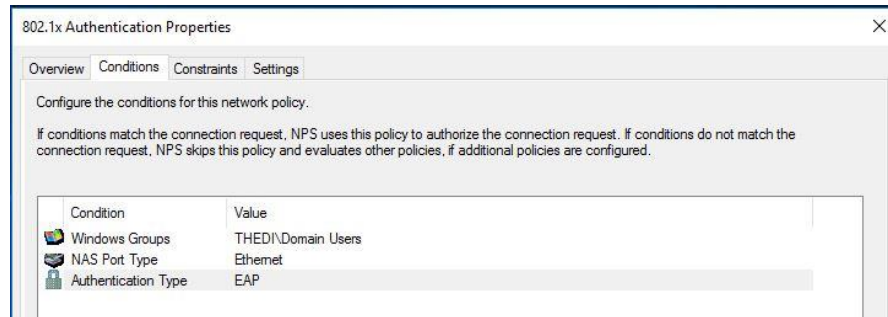 802.1x Authentication Properties
Overview Conditions Constraints Settings
Configure the conditions for this network policy.
If conditions match the connection request, NPS uses this policy to authorize the connection request. If conditions do not match the
connection request, NPS skips this policy and evaluates other policies, if additional policies are configured.
Condition Value
Windows Groups THEDI\Domain Users
NAS Port Type Ethernet
Authentication Type EAP